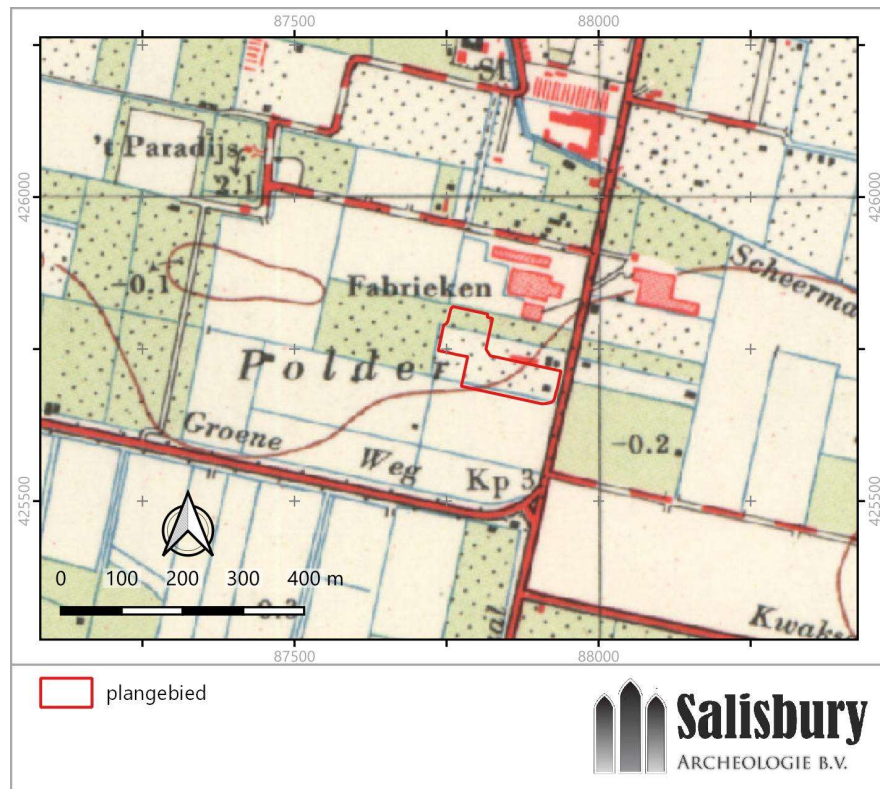 87500 88000
St
't Paradijs
2.1
426000 426000
Scheerma
-0.1
Fabrieken
Polder
Groene
Weg
-0.2
Kp 3
425500 425500
0 100 200 300 400 m
Kwaks
87500 88000
plangebied
Salisbury
ARCHEOLOGIE B.V.